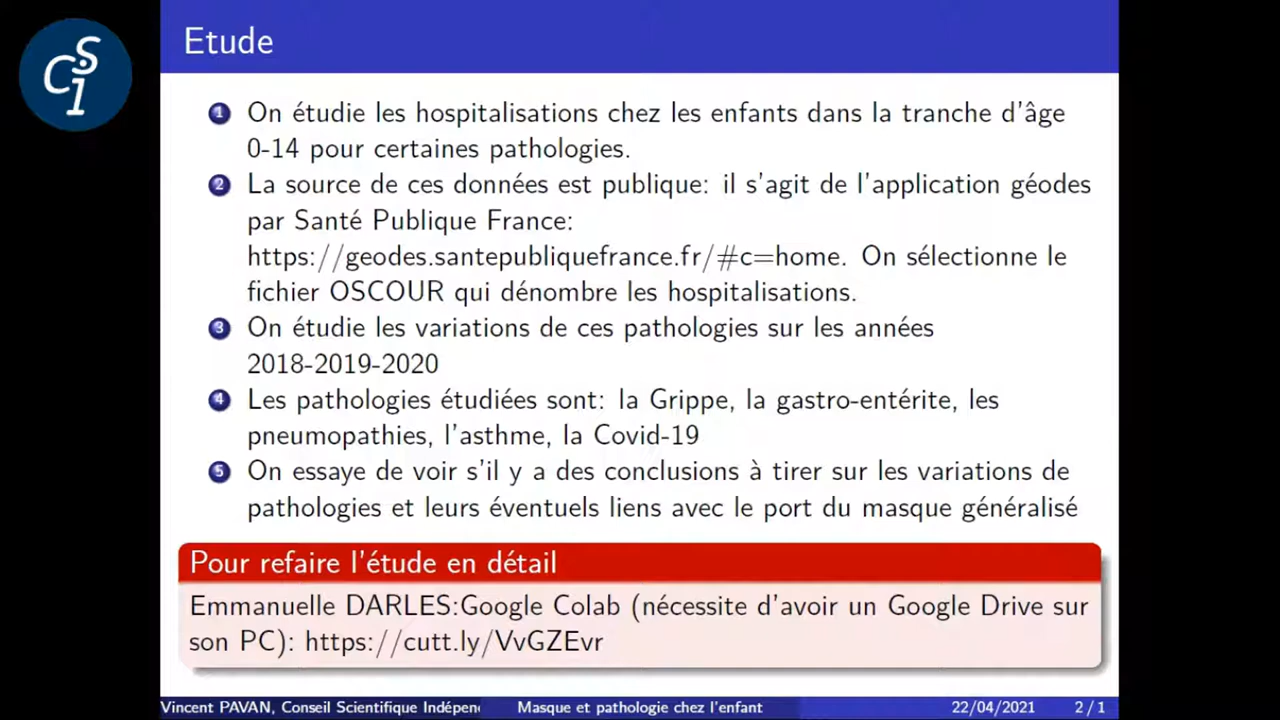 CSI
Etude
1 On étudie les hospitalisations chez les enfants dans la tranche d'âge
0-14 pour certaines pathologies.
2 La source de ces données est publique: il s'agit de l'application géodes
par Santé Publique France:
https://geodes.santepubliquefrance.fr/#c=home. On sélectionne le
fichier OSCOUR qui dénombre les hospitalisations.
3 On étudie les variations de ces pathologies sur les années
2018-2019-2020
4 Les pathologies étudiées sont: la Grippe, la gastro-entérite, les
pneumopathies, l'asthme, la Covid-19
5 On essaye de voir s'il y a des conclusions à tirer sur les variations de
pathologies et leurs éventuels liens avec le port du masque généralisé
Pour refaire l'étude en détail
Emmanuelle DARLES:Google Colab (nécessite d'avoir un Google Drive sur
son PC): https://cutt.ly/VvGZEvr
Vincent PAVAN, Conseil Scientifique Indépen Masque et pathologie chez l'enfant 22/04/2021 2/1